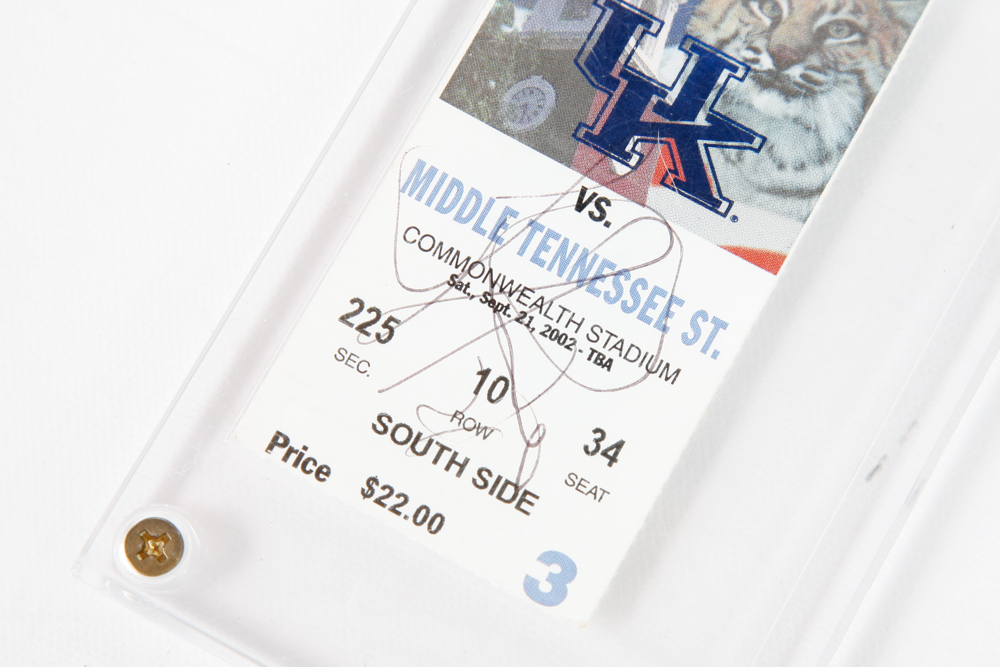 UK
VS.
MIDDLE TENNESSEE ST.
COMMONWEALTH STADIUM
Sat., Sept. 21, 2002 - TBA
225 10 34
SEC. ROW SEAT
SOUTH SIDE
Price $22.00
3